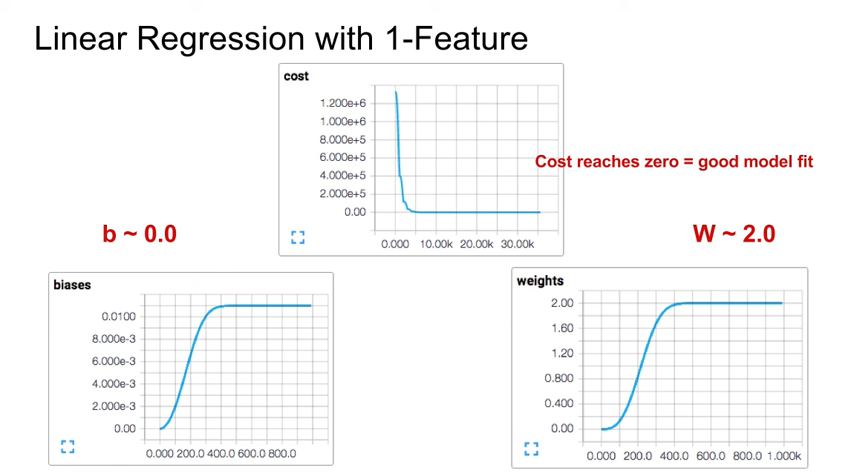 Linear Regression with 1-Feature
cost
1.200e+6
1.000e+6
8.000e+5
6.000e+5
4.000e+5
2.000e+5
0.00
0.000 10.00k 20.00k 30.00k
Cost reaches zero = good model fit
b ~ 0.0
W ~ 2.0
biases
0.0100
8.000e-3
6.000e-3
4.000e-3
2.000e-3
0.00
0.000 200.0 400.0 600.0 800.0
weights
2.00
1.60
1.20
0.800
0.400
0.00
0.000 200.0 400.0 600.0 800.0 1.000k